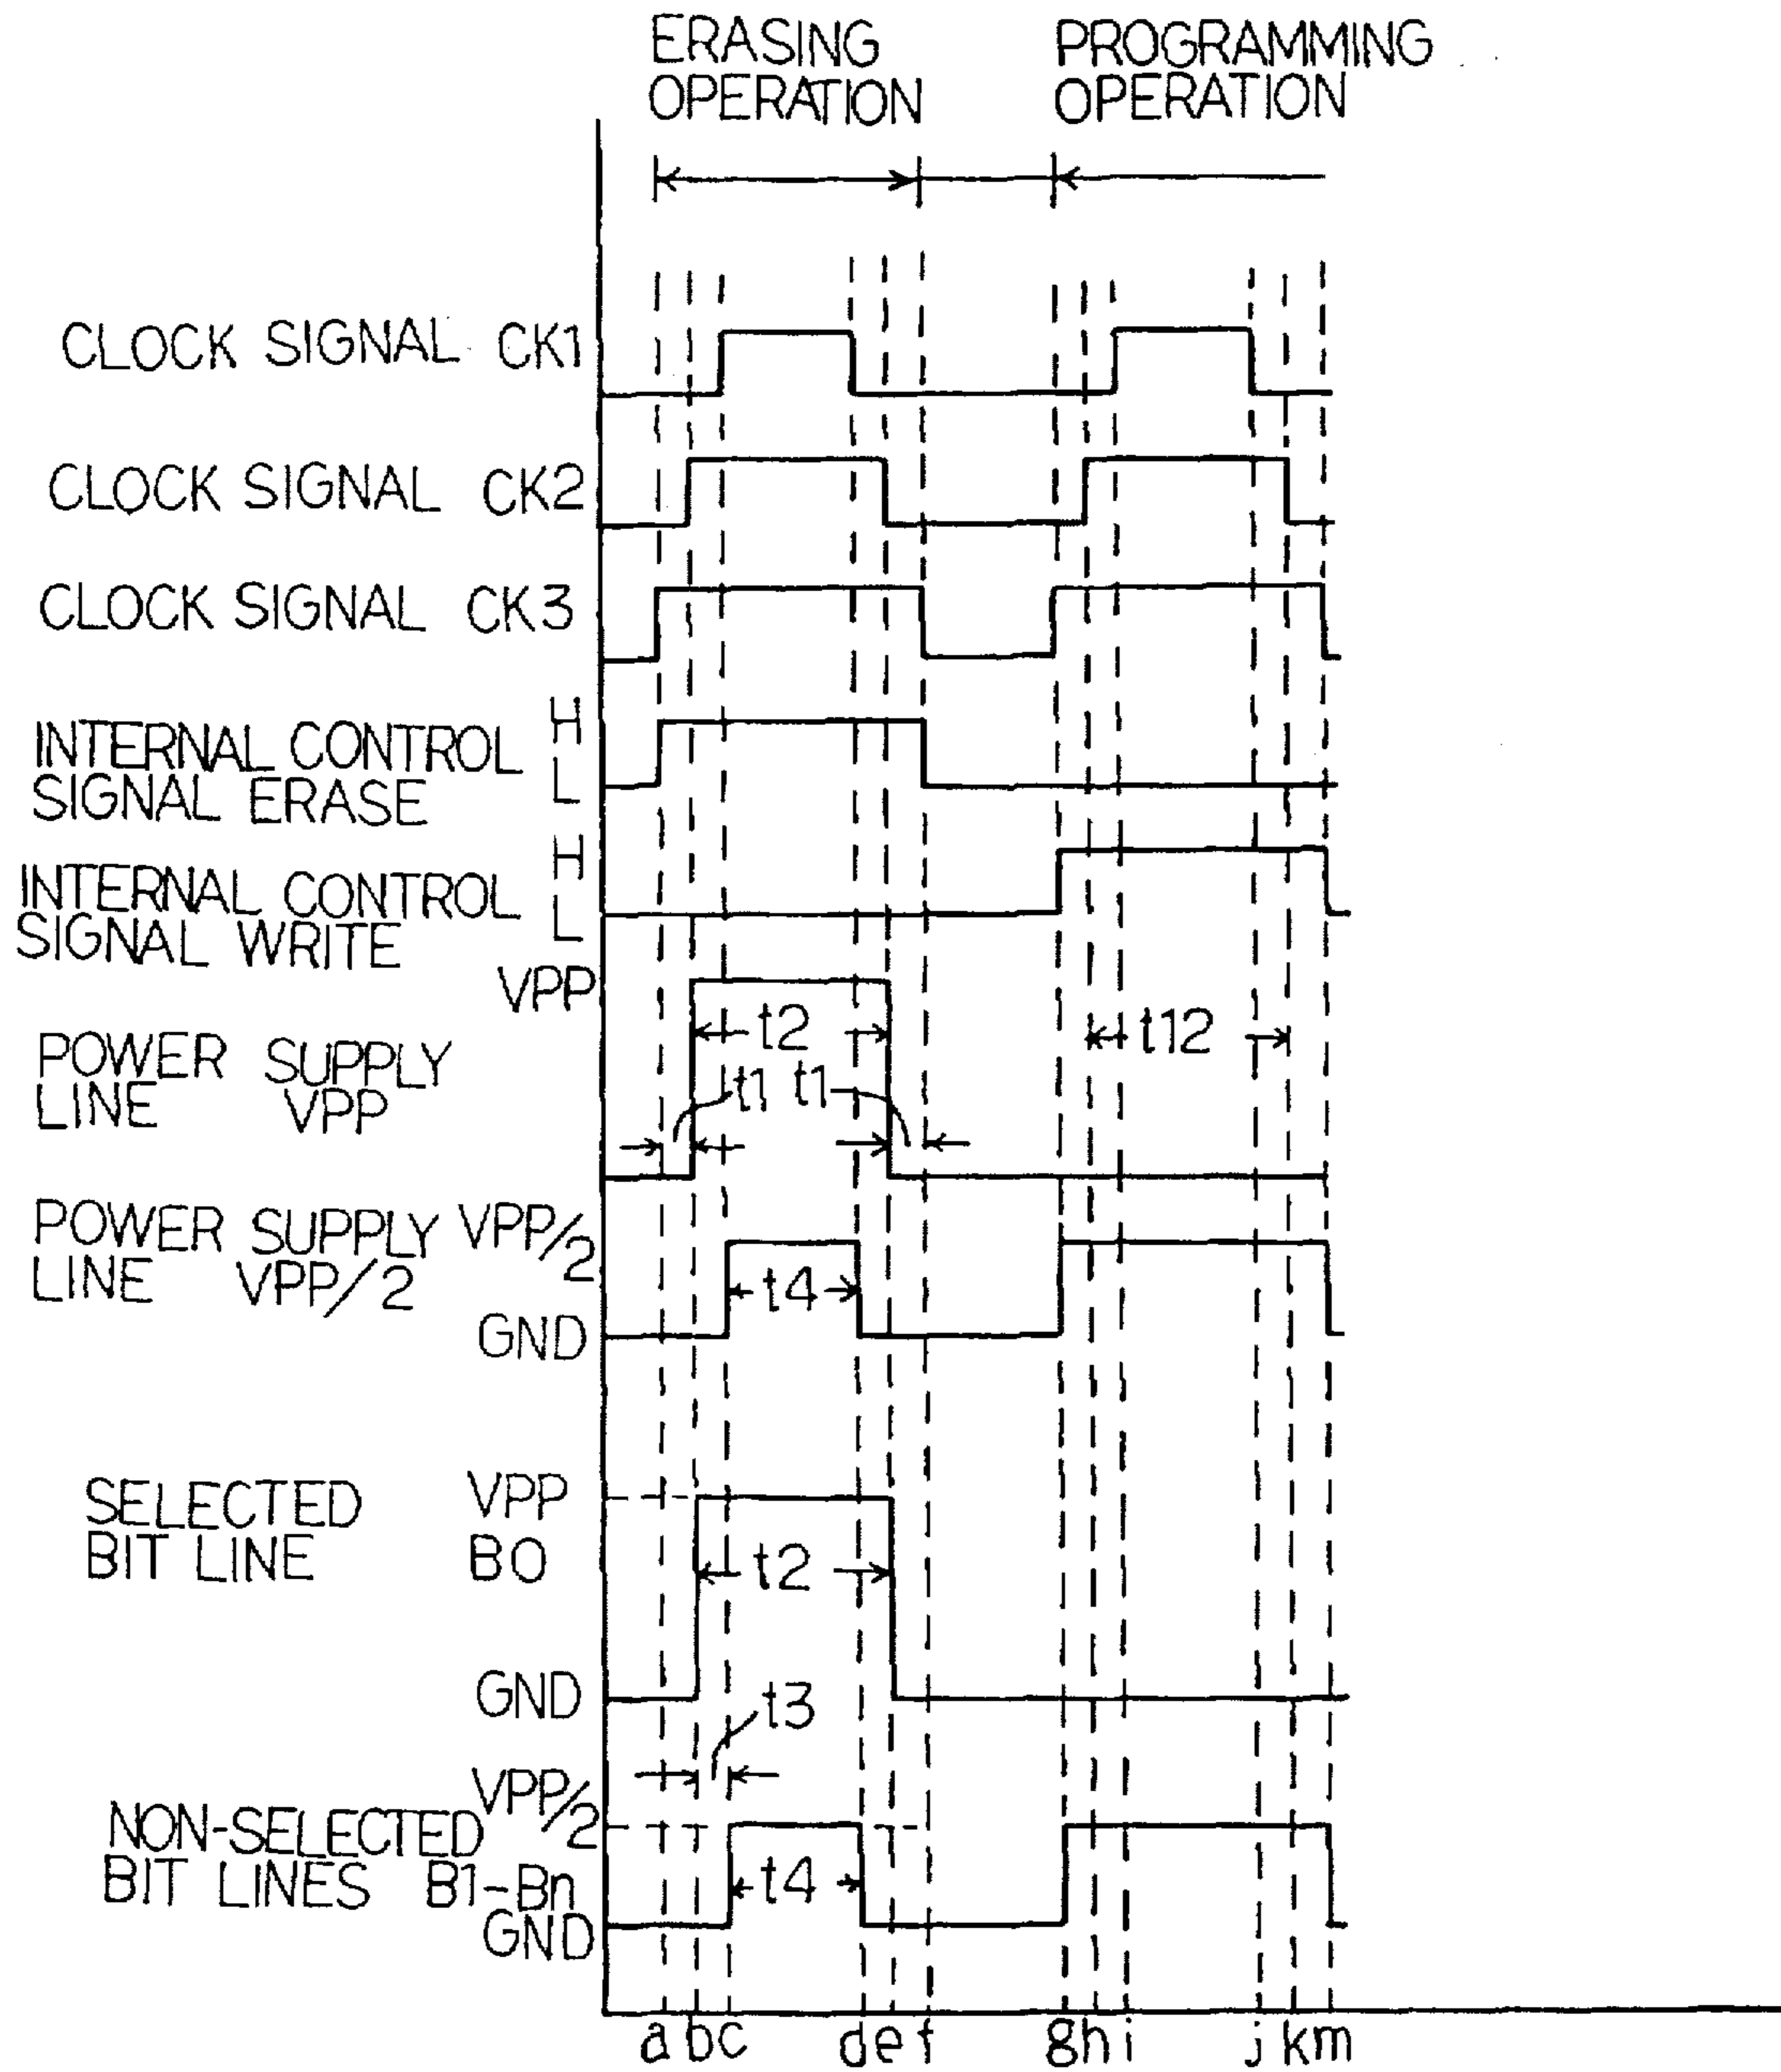 ERASING
OPERATION
PROGRAMMING
OPERATION
CLOCK SIGNAL CK1
CLOCK SIGNAL CK2
CLOCK SIGNAL CK3
INTERNAL CONTROL H
SIGNAL ERASE L
INTERNAL CONTROL H
SIGNAL WRITE L
VPP
t2
t12
POWER SUPPLY
LINE VPP
t1 t1
POWER SUPPLY VPP/2
LINE VPP/2
t4
GND
SELECTED VPP
BIT LINE B0
t2
GND
t3
VPP/2
NON-SELECTED
BIT LINES B1-Bn
t4
GND
a b c d e f g h i j k m